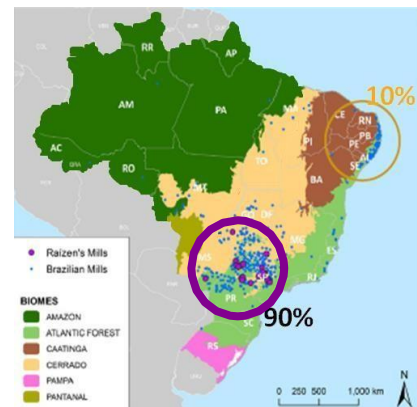 RR
AP
AM
PA
MA
CE
RN
PB
PE
AL
SE
PI
10%
AC
RO
TO
BA
MT
GO
DF
MG
ES
MS
SP
RJ
PR
SC
RS
90%
Raízen's Mills
Brazilian Mills
BIOMES
AMAZON
ATLANTIC FOREST
CAATINGA
CERRADO
PAMPA
PANTANAL
N
0 250 500 1,000 km